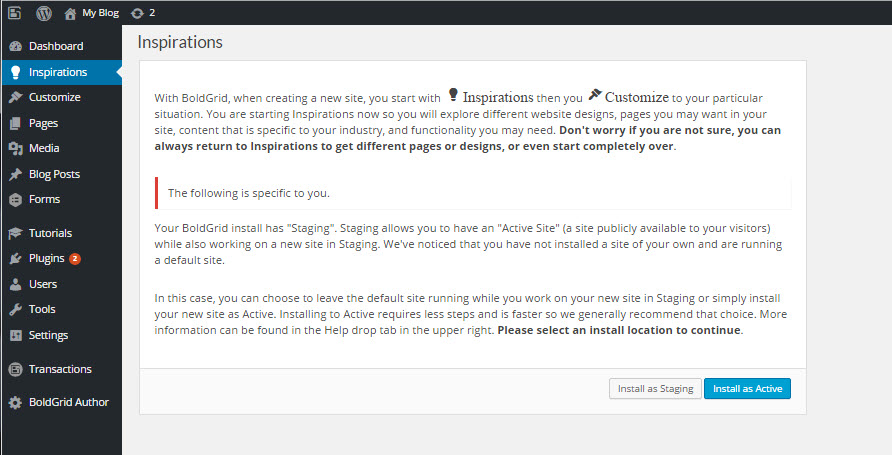 My Blog 2
Dashboard
Inspirations
Customize
Pages
Media
Blog Posts
Forms
Tutorials
Plugins 2
Users
Tools
Settings
Transactions
BoldGrid Author
Inspirations
With BoldGrid, when creating a new site, you start with Inspirations then you Customize to your particular
situation. You are starting Inspirations now so you will explore different website designs, pages you may want in your
site, content that is specific to your industry, and functionality you may need. Don't worry if you are not sure, you can
always return to Inspirations to get different pages or designs, or even start completely over.
The following is specific to you.
Your BoldGrid install has "Staging". Staging allows you to have an "Active Site" (a site publicly available to your visitors)
while also working on a new site in Staging. We've noticed that you have not installed a site of your own and are running
a default site.
In this case, you can choose to leave the default site running while you work on your new site in Staging or simply install
your new site as Active. Installing to Active requires less steps and is faster so we generally recommend that choice. More
information can be found in the Help drop tab in the upper right. Please select an install location to continue.
Install as Staging Install as Active